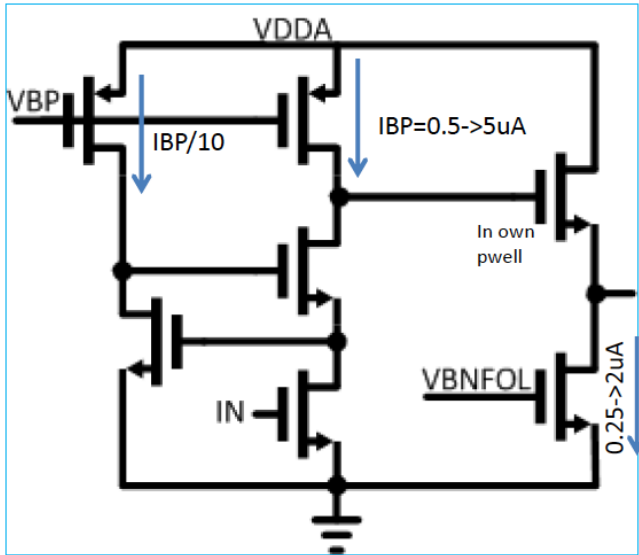 VDDA
VBP
IBP/10
IBP=0.5->5uA
In own
pwell
IN
VBNFOL
0.25->2uA